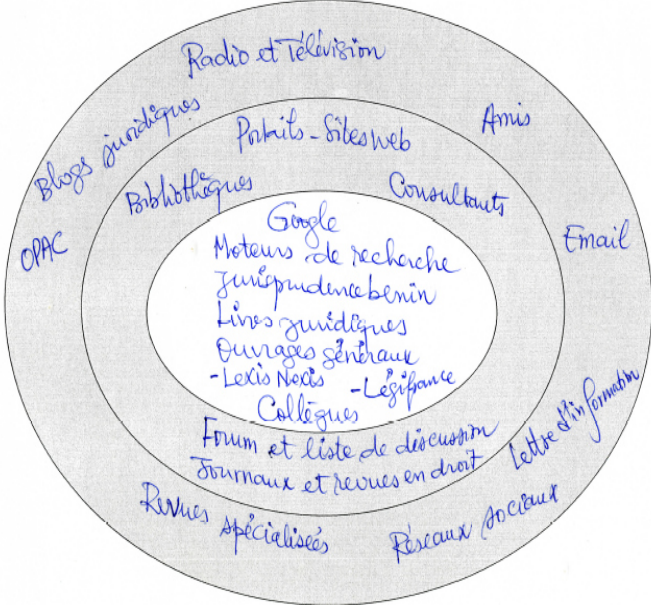 Radio et Télévision
Blogs juridiques
Amis
Portails - Sites web
Bibliothèques
Consultants
OPAC
Email
Google
Moteurs de recherche
Jurisprudencebenin
Livres juridiques
Ouvrages généraux
- Lexis Nexis - Légifrance
Collègues
Forum et liste de discussion
Journaux et revues en droit
Lettre d'information
Revues spécialisées
Réseaux sociaux